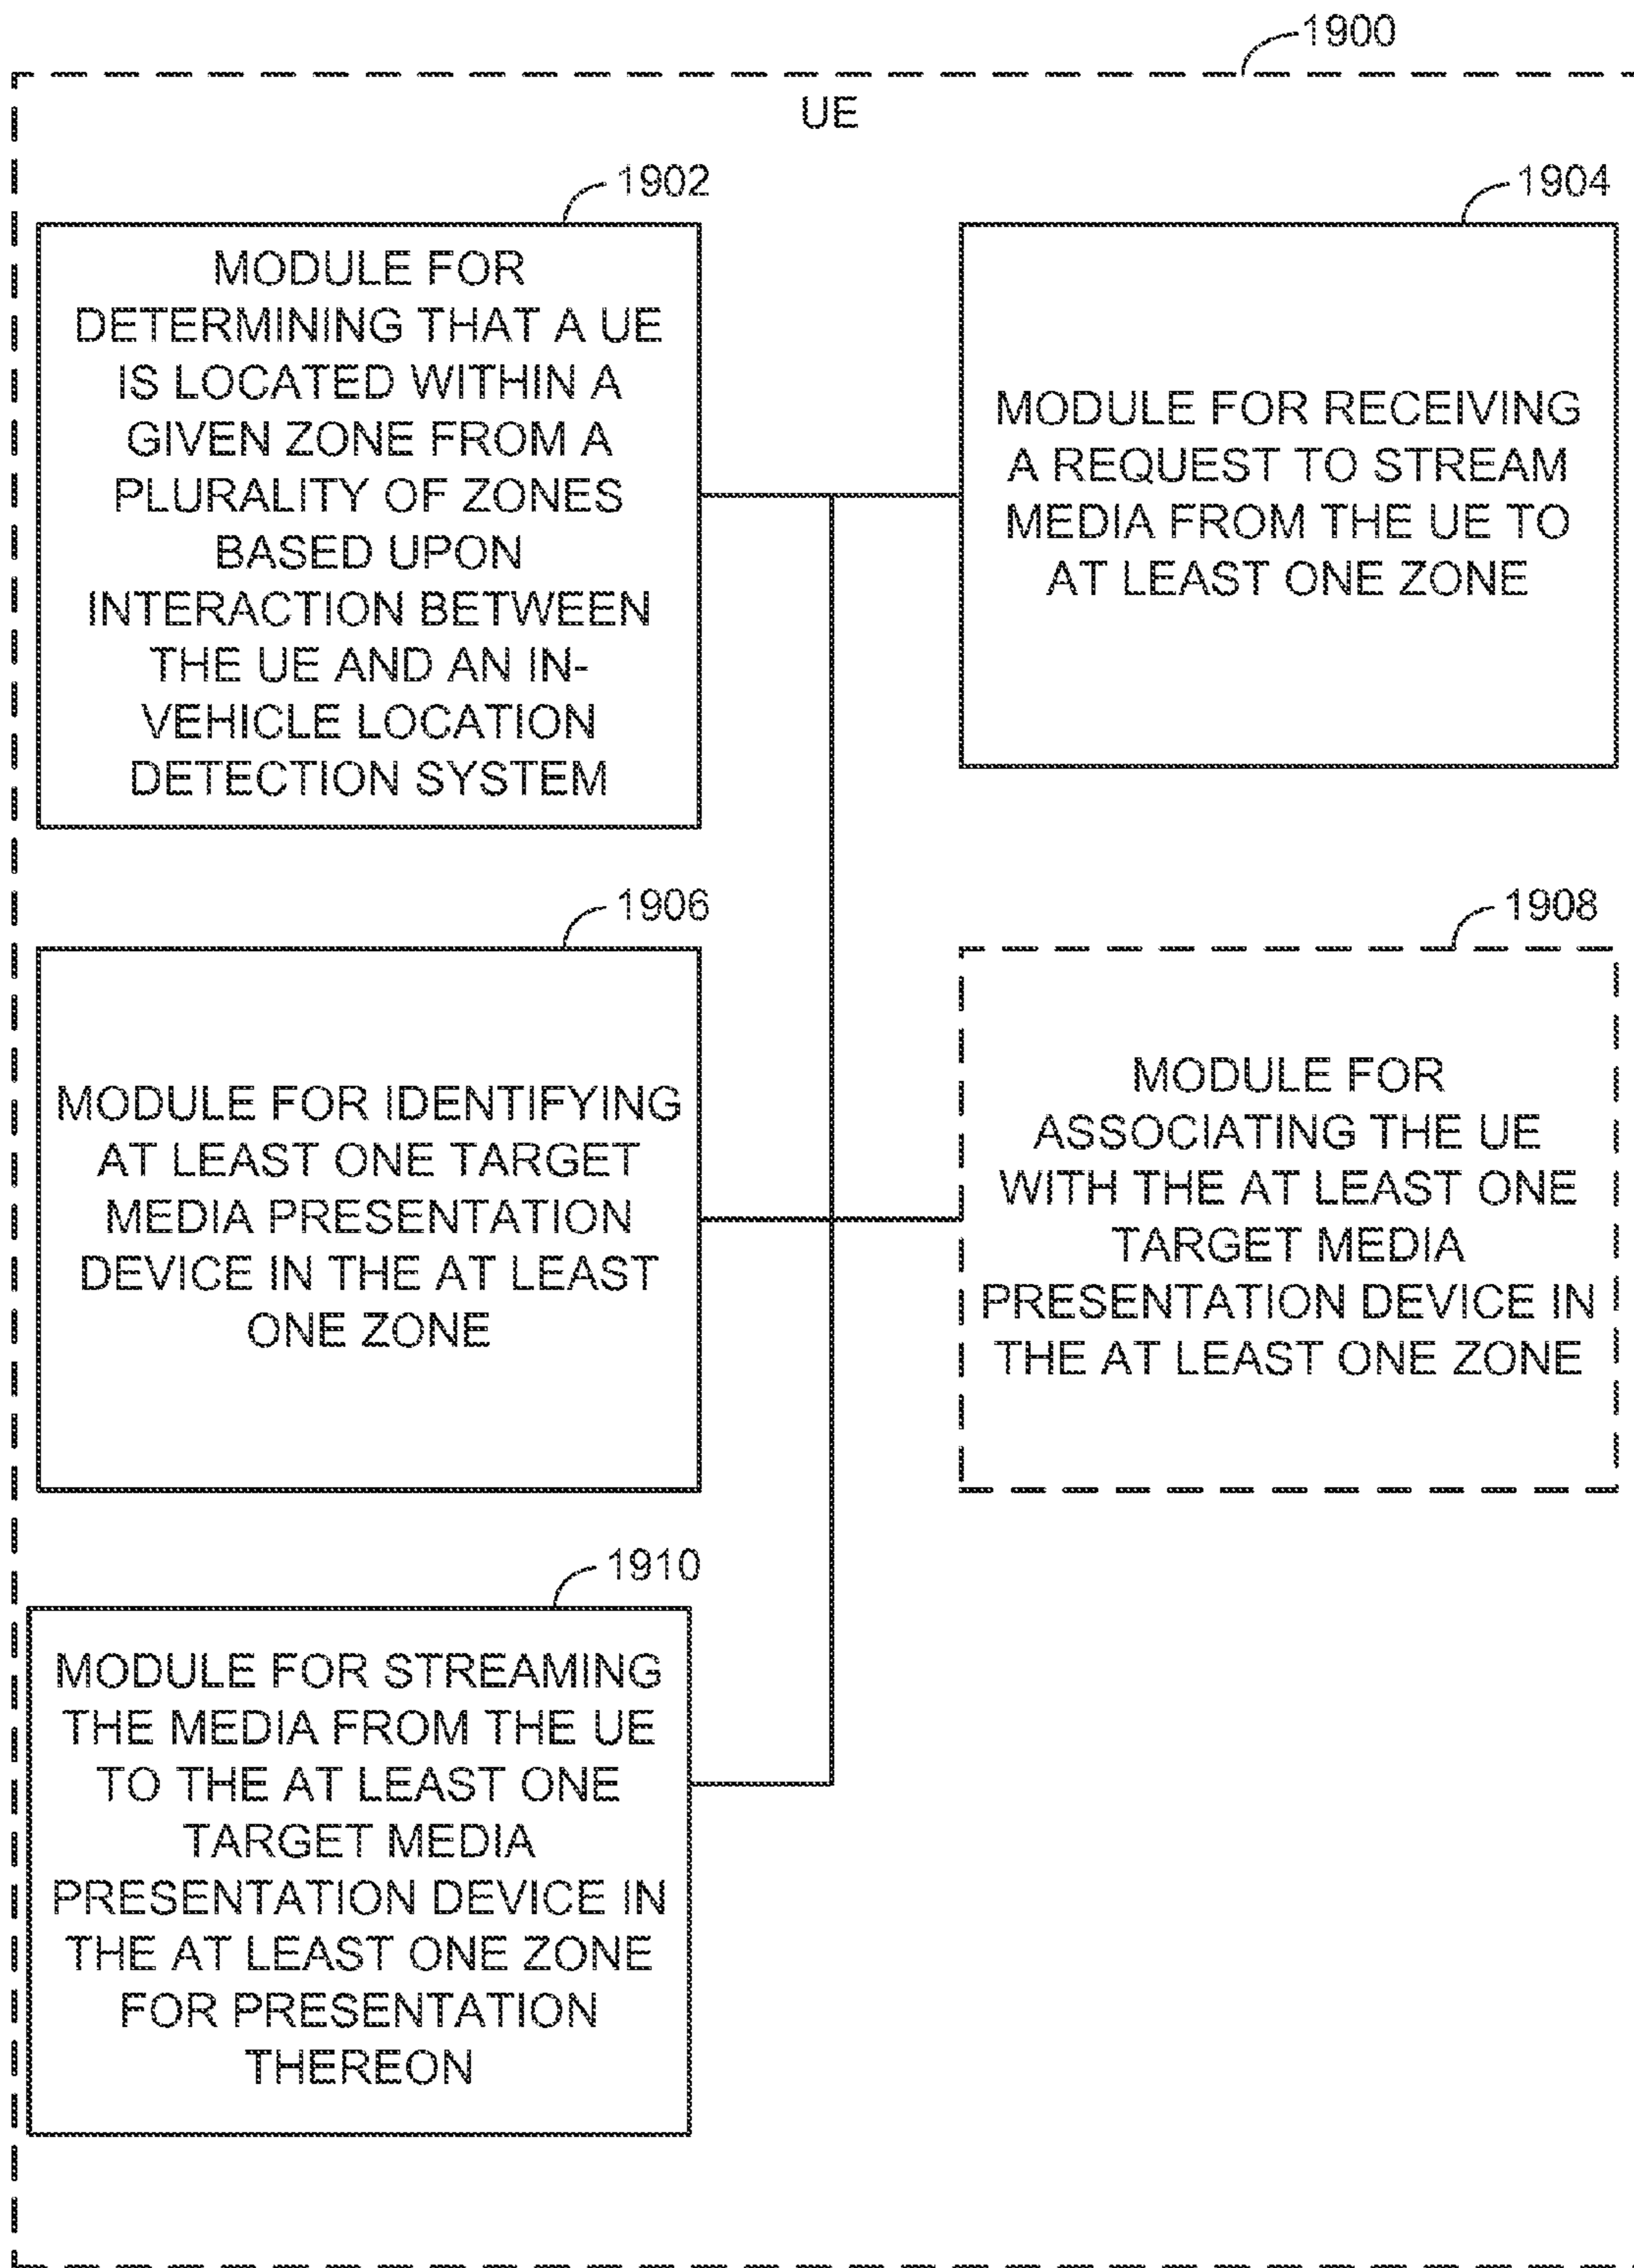 1900
UE
1902
MODULE FOR
DETERMINING THAT A UE
IS LOCATED WITHIN A
GIVEN ZONE FROM A
PLURALITY OF ZONES
BASED UPON
INTERACTION BETWEEN
THE UE AND AN IN-
VEHICLE LOCATION
DETECTION SYSTEM
1904
MODULE FOR RECEIVING
A REQUEST TO STREAM
MEDIA FROM THE UE TO
AT LEAST ONE ZONE
1906
MODULE FOR IDENTIFYING
AT LEAST ONE TARGET
MEDIA PRESENTATION
DEVICE IN THE AT LEAST
ONE ZONE
1908
MODULE FOR
ASSOCIATING THE UE
WITH THE AT LEAST ONE
TARGET MEDIA
PRESENTATION DEVICE IN
THE AT LEAST ONE ZONE
1910
MODULE FOR STREAMING
THE MEDIA FROM THE UE
TO THE AT LEAST ONE
TARGET MEDIA
PRESENTATION DEVICE IN
THE AT LEAST ONE ZONE
FOR PRESENTATION
THEREON